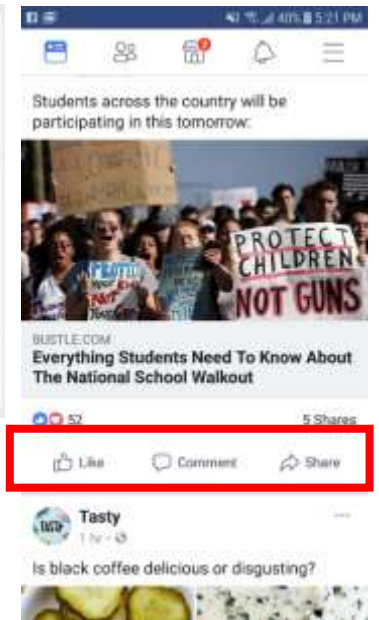 40% 5:21 PM
Students across the country will be
participating in this tomorrow:
PROTECT
CHILDREN
NOT GUNS
BUSTLE.COM
Everything Students Need To Know About
The National School Walkout
52
5 Shares
Like
Comment
Share
Tasty
1 hr
Is black coffee delicious or disgusting?